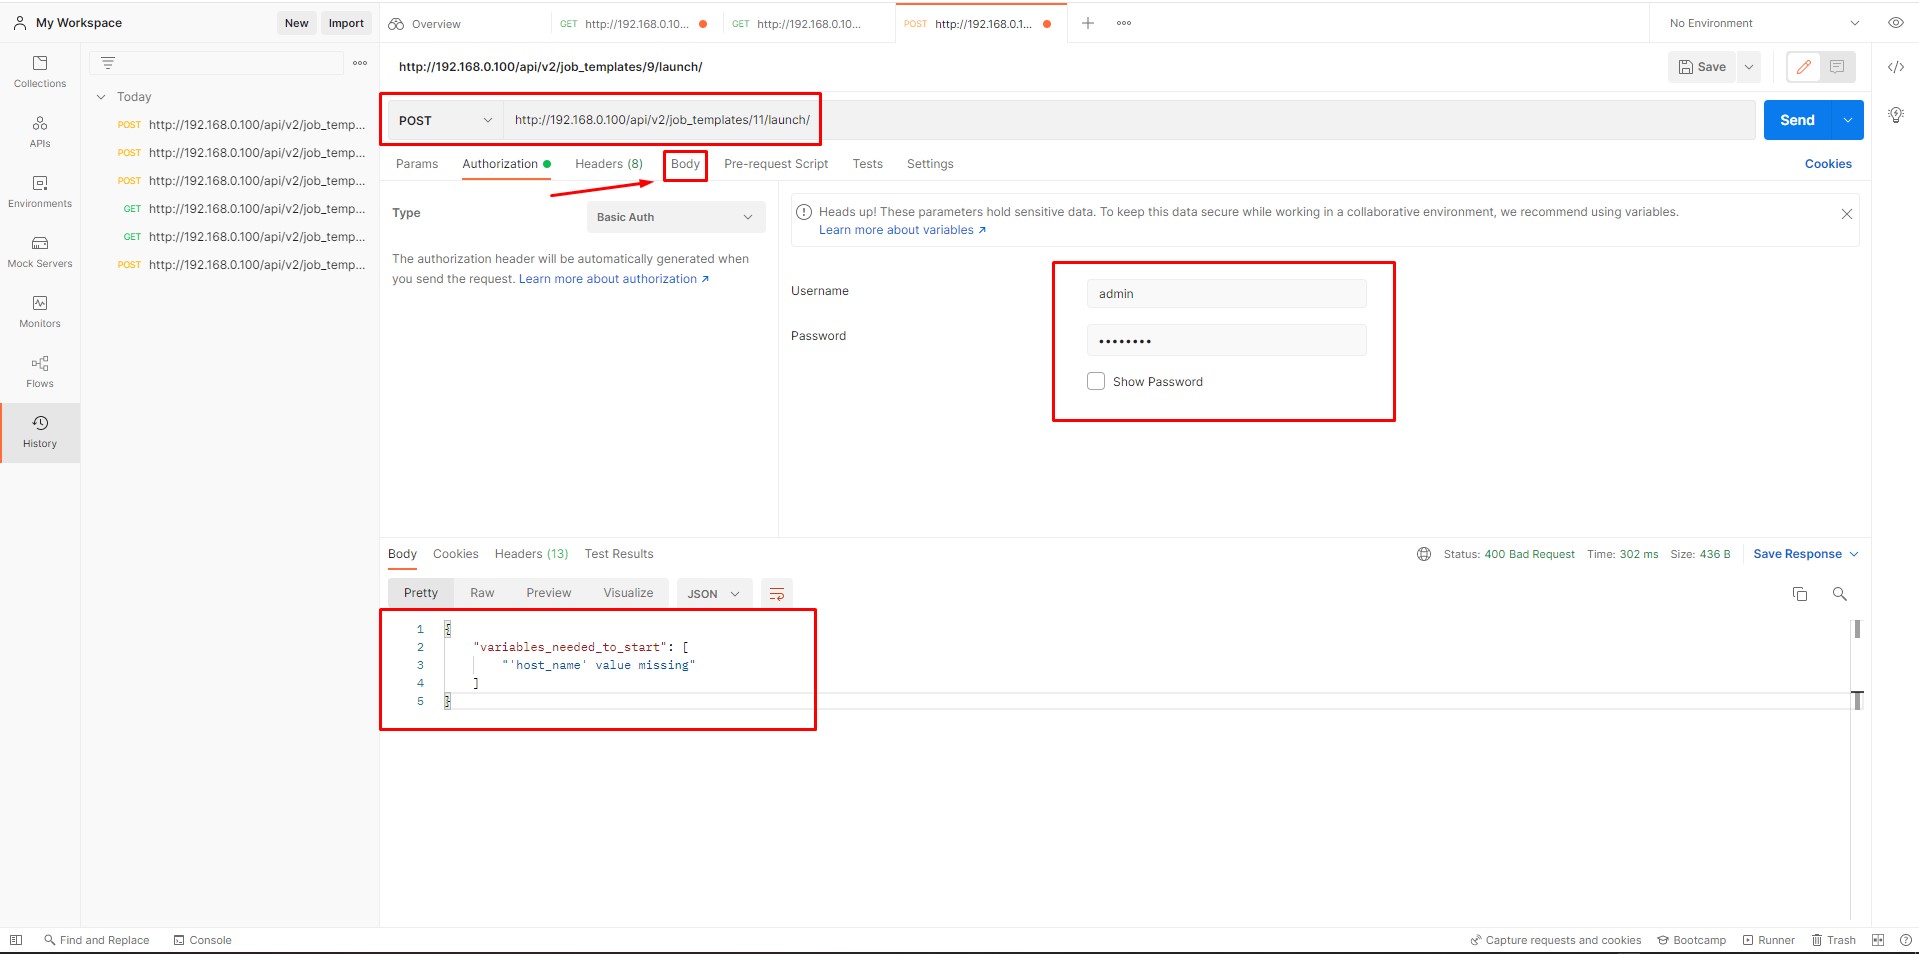 My Workspace
New
Import
Overview
GET http://192.168.0.10...
GET http://192.168.0.10...
POST http://192.168.0.1...
No Environment
Collections
APIs
Environments
Mock Servers
Monitors
Flows
History
Today
POST http://192.168.0.100/api/v2/job_temp...
POST http://192.168.0.100/api/v2/job_temp...
POST http://192.168.0.100/api/v2/job_temp...
GET http://192.168.0.100/api/v2/job_temp...
GET http://192.168.0.100/api/v2/job_temp...
POST http://192.168.0.100/api/v2/job_temp...
http://192.168.0.100/api/v2/job_templates/9/launch/
Save
POST
http://192.168.0.100/api/v2/job_templates/11/launch/
Send
Params
Authorization
Headers (8)
Body
Pre-request Script
Tests
Settings
Cookies
Type
Basic Auth
The authorization header will be automatically generated when
you send the request. Learn more about authorization ↗
Heads up! These parameters hold sensitive data. To keep this data secure while working in a collaborative environment, we recommend using variables.
Learn more about variables ↗
Username
admin
Password
••••••••
Show Password
Body
Cookies
Headers (13)
Test Results
Status: 400 Bad Request
Time: 302 ms
Size: 436 B
Save Response
Pretty
Raw
Preview
Visualize
JSON
1 {
2 "variables_needed_to_start": [
3 "'host_name' value missing"
4 ]
5 }
Find and Replace
Console
Capture requests and cookies
Bootcamp
Runner
Trash